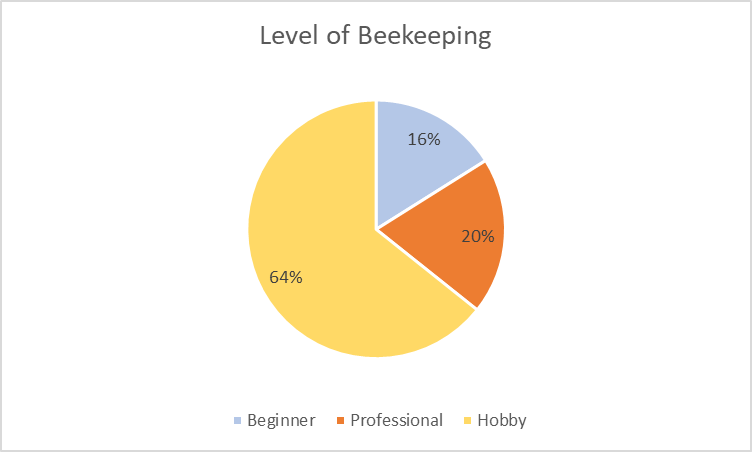 Level of Beekeeping
16%
20%
64%
Beginner Professional Hobby